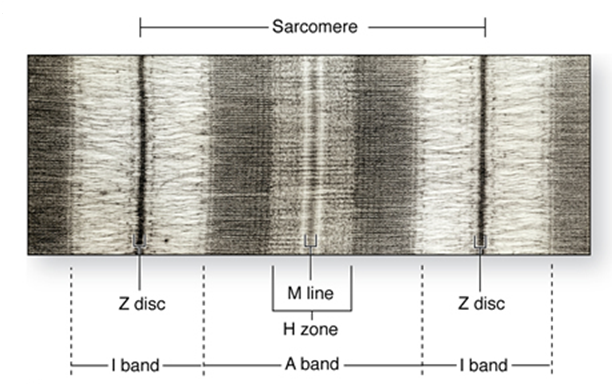 Sarcomere
Z disc
M line
Z disc
H zone
I band
A band
I band